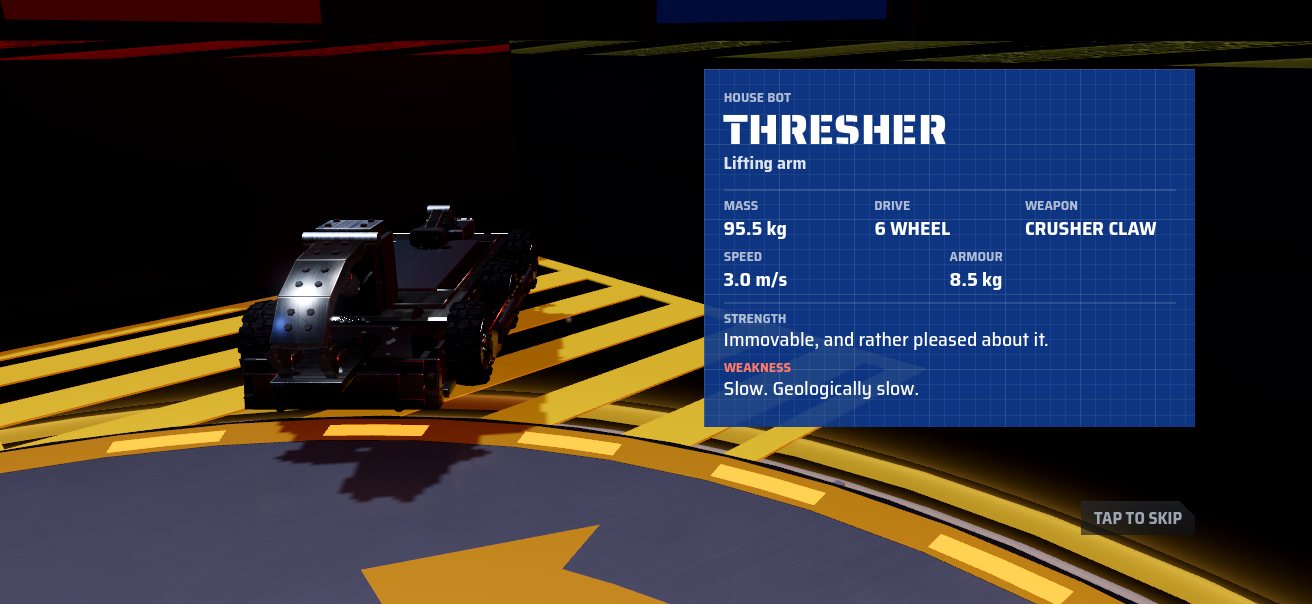 HOUSE BOT
THRESHER
Lifting arm
MASS DRIVE WEAPON
95.5 kg 6 WHEEL CRUSHER CLAW
SPEED ARMOUR
3.0 m/s 8.5 kg
STRENGTH
Immovable, and rather pleased about it.
WEAKNESS
Slow. Geologically slow.
TAP TO SKIP